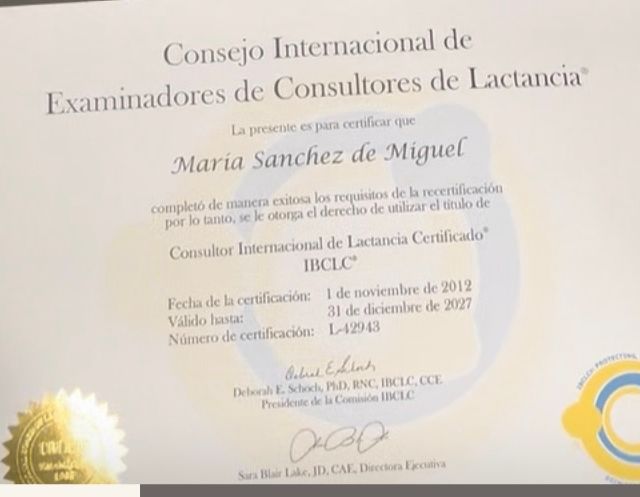 Consejo Internacional de
Examinadores de Consultores de Lactancia®
La presente es para certificar que
María Sanchez de Miguel
completó de manera exitosa los requisitos de la recertificación
por lo tanto, se le otorga el derecho de utilizar el título de
Consultor Internacional de Lactancia Certificado®
IBCLC®
Fecha de la certificación: 1 de noviembre de 2012
Válido hasta: 31 de diciembre de 2027
Número de certificación: L-42943
Deborah E. Schoch, PhD, RNC, IBCLC, CCE
Presidente de la Comisión IBCLC
Sara Blair Lake, JD, CAE, Directora Ejecutiva